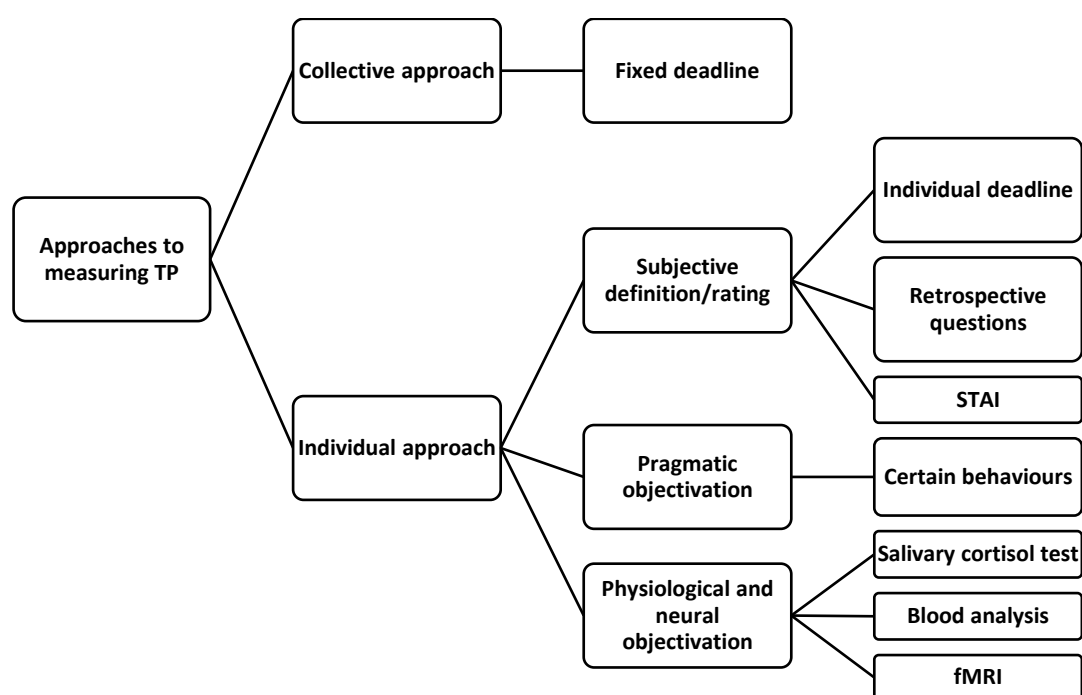 Collective approach
Fixed deadline
Approaches to
measuring TP
Individual approach
Subjective
definition/rating
Individual deadline
Retrospective
questions
STAI
Pragmatic
objectivation
Certain behaviours
Physiological and
neural
objectivation
Salivary cortisol test
Blood analysis
fMRI